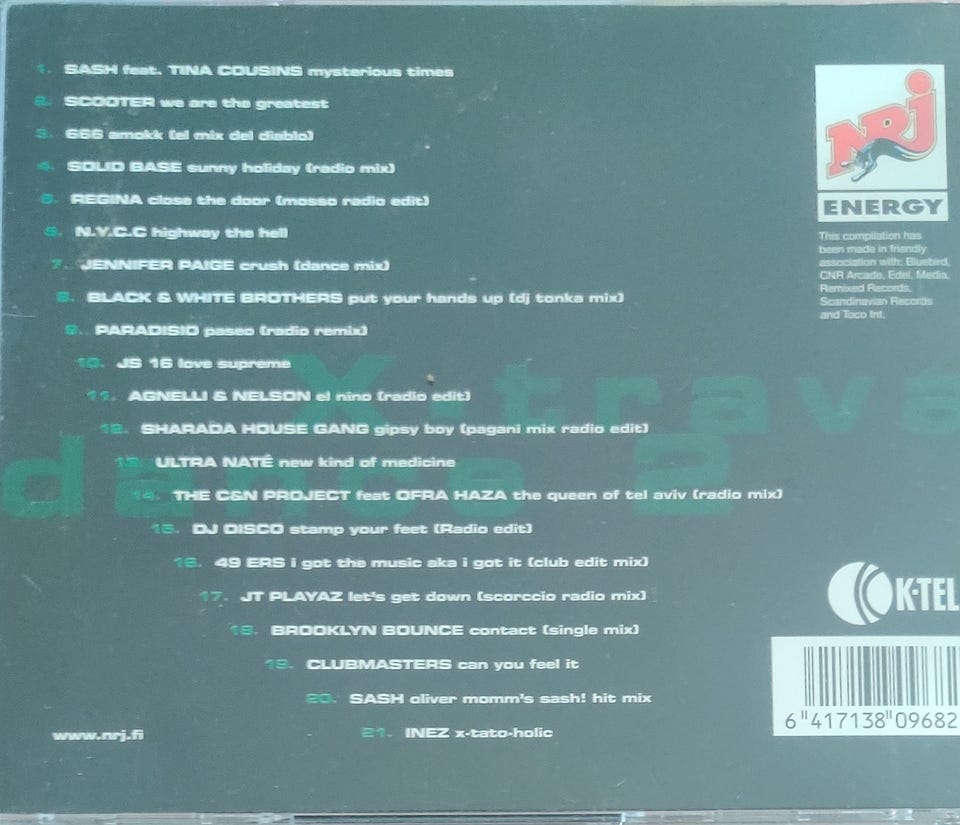 1. SASH feat. TINA COUSINS mysterious times
2. SCOOTER we are the greatest
3. 666 amokk (el mix del diablo)
4. SOLID BASE sunny holiday (radio mix)
5. REGINA close the door (mosso radio edit)
6. N.Y.C.C highway the hell
7. JENNIFER PAIGE crush (dance mix)
8. BLACK & WHITE BROTHERS put your hands up (dj tonka mix)
9. PARADISIO paseo (radio remix)
10. JS 16 love supreme
11. AGNELLI & NELSON el nino (radio edit)
12. SHARADA HOUSE GANG gipsy boy (pagani mix radio edit)
13. ULTRA NATÉ new kind of medicine
14. THE C&N PROJECT feat OFRA HAZA the queen of tel aviv (radio mix)
15. DJ DISCO stamp your feet (Radio edit)
16. 49 ERS i got the music aka i got it (club edit mix)
17. JT PLAYAZ let's get down (scorccio radio mix)
18. BROOKLYN BOUNCE contact (single mix)
19. CLUBMASTERS can you feel it
20. SASH oliver momm's sash! hit mix
21. INEZ x-tato-holic
X-trava
dance 2
www.nrj.fi
NRJ
ENERGY
This compilation has
been made in friendly
association with: Bluebird,
CNR Arcade, Edel, Media,
Remixed Records,
Scandinavian Records
and Toco Int.
K-TEL
6 417138 09682